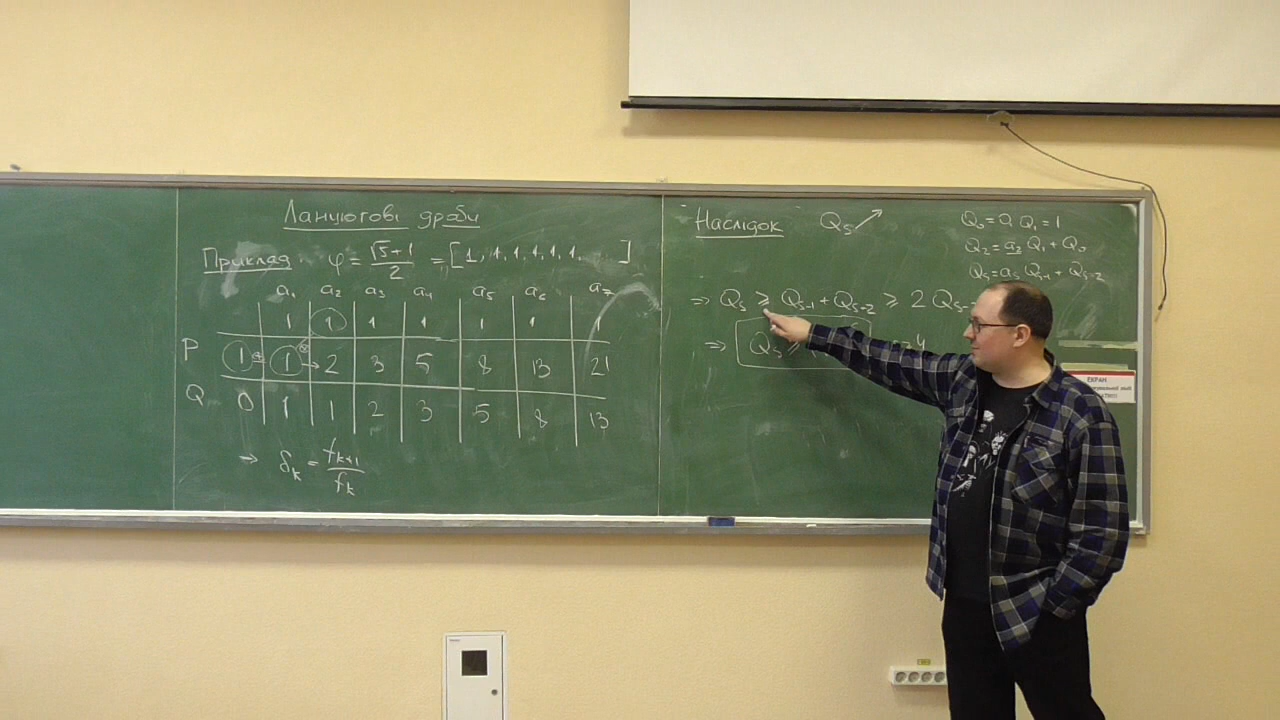 Ланцюгові дроби
Приклад. φ = (√5+1)/2 = [1, 1, 1, 1, 1, 1, ...]
a₁ a₂ a₃ a₄ a₅ a₆ a₇
1 1 1 1 1 1 1
P 1 1 → 2 3 5 8 13 21
Q 0 1 1 2 3 5 8 13
→ δₖ = fₖ₊₁/fₖ
Наслідок Qₛ ↗
Q₀ = 0, Q₁ = 1
Q₂ = a₂ Q₁ + Q₀
Qₛ = aₛ Qₛ₋₁ + Qₛ₋₂
⇒ Qₛ ⩾ Qₛ₋₁ + Qₛ₋₂ ⩾ 2 Qₛ₋
⇒ Qₛ ⩾
ЕКРАН